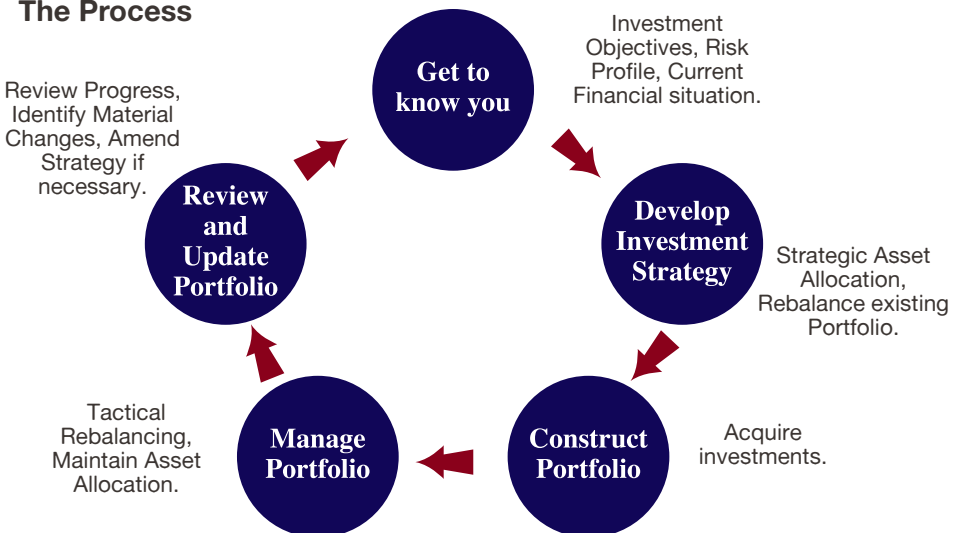 The Process
Get to
know you
Investment
Objectives, Risk
Profile, Current
Financial situation.
Develop
Investment
Strategy
Strategic Asset
Allocation,
Rebalance existing
Portfolio.
Construct
Portfolio
Acquire
investments.
Manage
Portfolio
Tactical
Rebalancing,
Maintain Asset
Allocation.
Review
and
Update
Portfolio
Review Progress,
Identify Material
Changes, Amend
Strategy if
necessary.